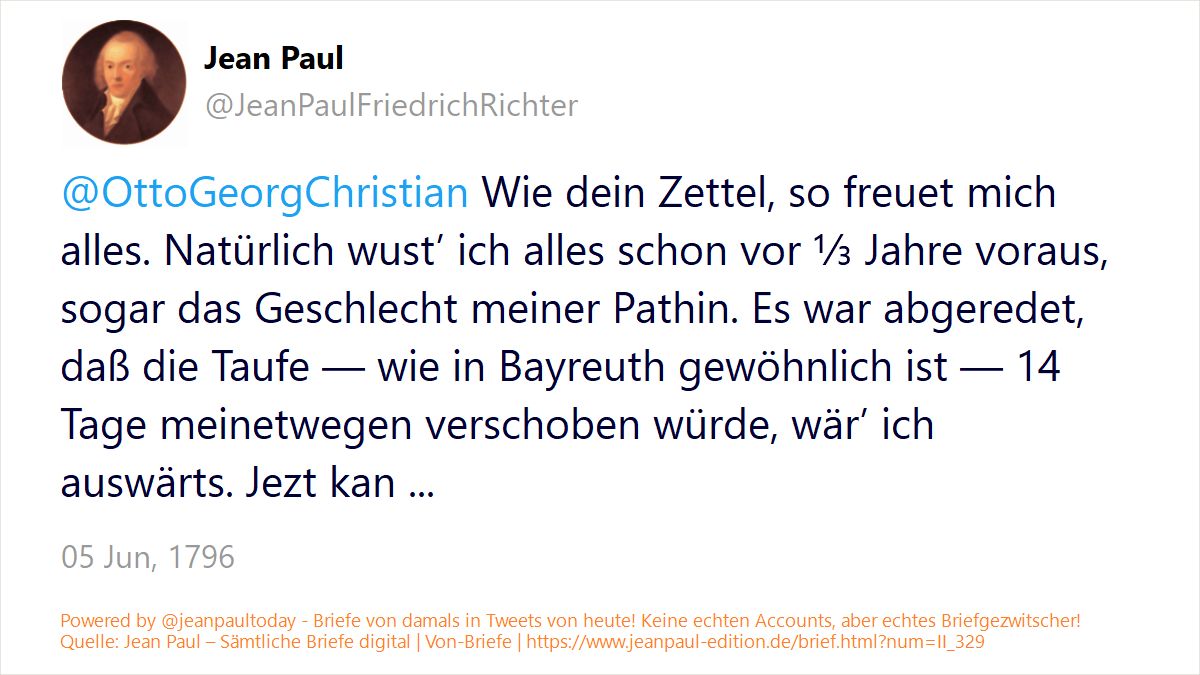 Jean Paul
@JeanPaulFriedrichRichter
@OttoGeorgChristian Wie dein Zettel, so freuet mich
alles. Natürlich wust’ ich alles schon vor ⅓ Jahre voraus,
sogar das Geschlecht meiner Pathin. Es war abgeredet,
daß die Taufe — wie in Bayreuth gewöhnlich ist — 14
Tage meinetwegen verschoben würde, wär’ ich
auswärts. Jezt kan ...
05 Jun, 1796
Powered by @jeanpaultoday - Briefe von damals in Tweets von heute! Keine echten Accounts, aber echtes Briefgezwitscher!
Quelle: Jean Paul – Sämtliche Briefe digital | Von-Briefe | https://www.jeanpaul-edition.de/brief.html?num=II_329